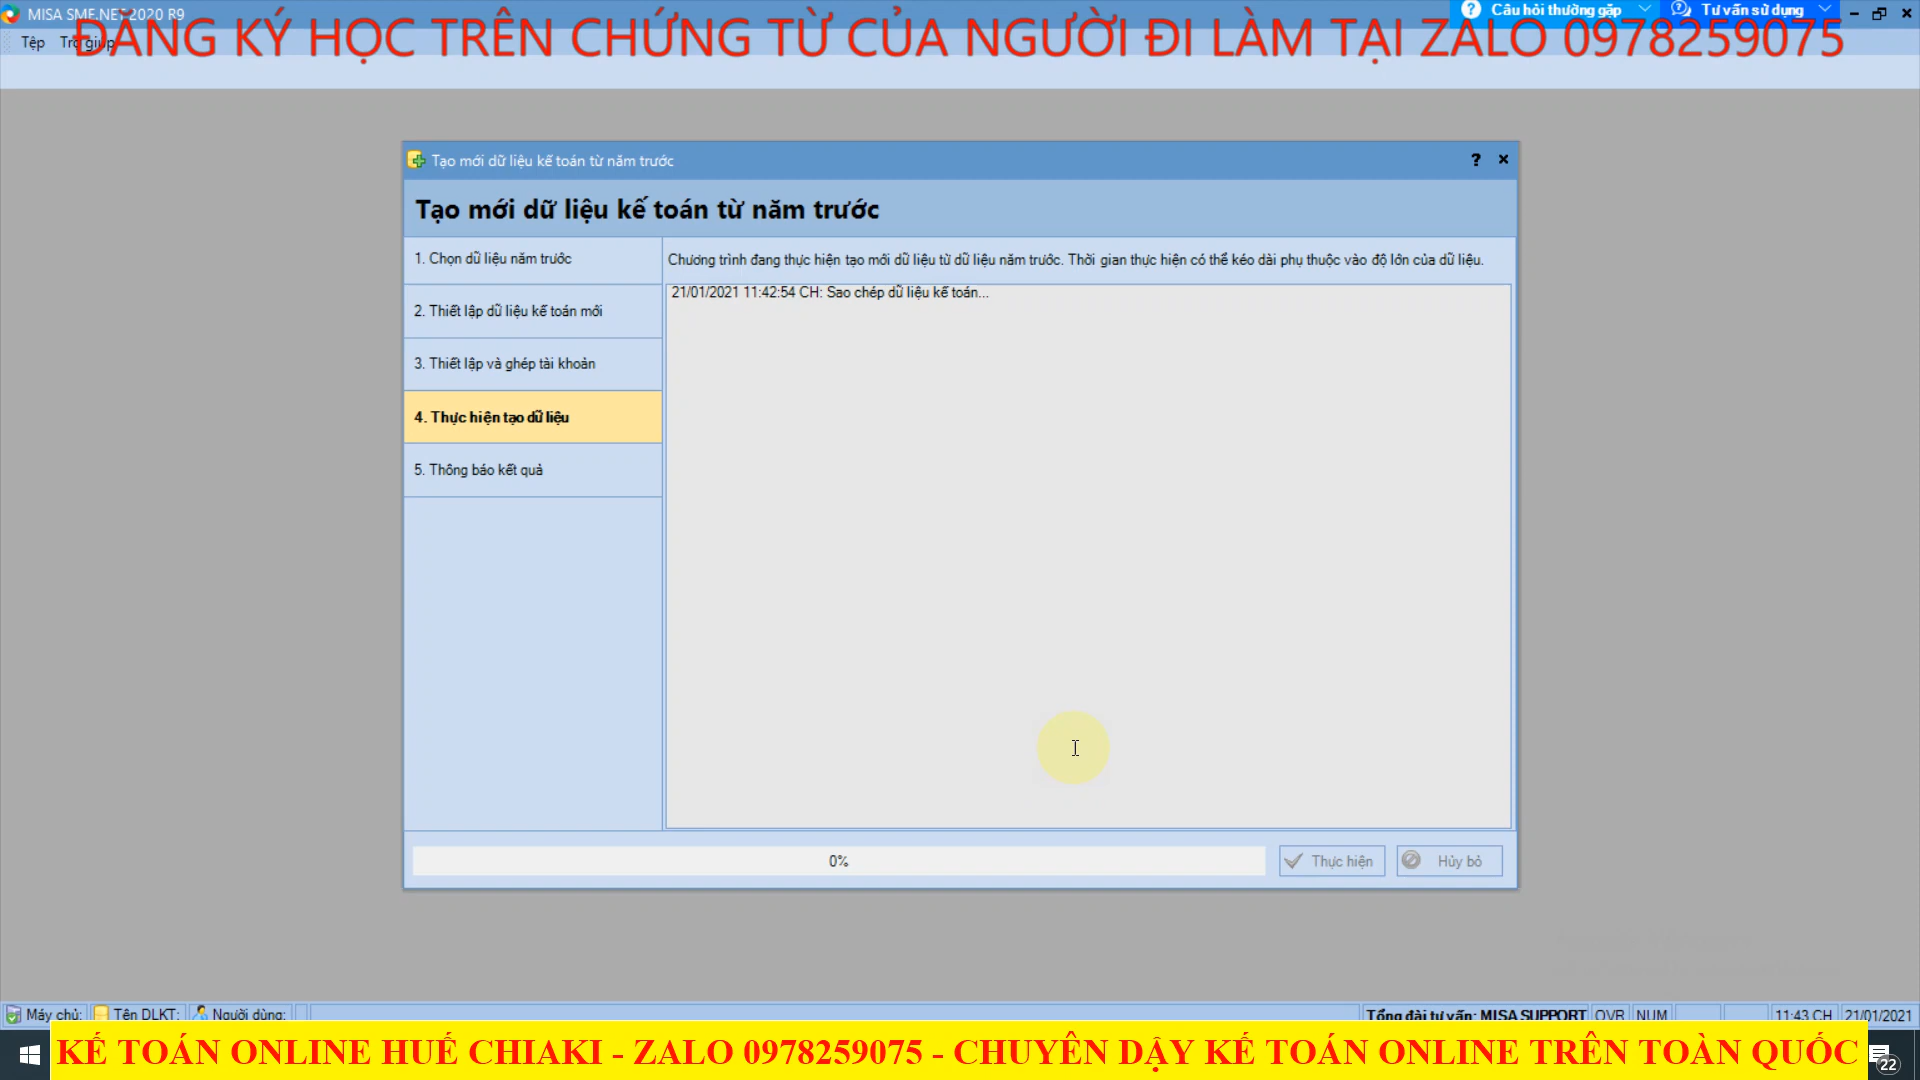 MISA SME.NET 2020 R9
Câu hỏi thường gặp
Tư vấn sử dụng
Tệp Trợ giúp
ĐĂNG KÝ HỌC TRÊN CHỨNG TỪ CỦA NGƯỜI ĐI LÀM TẠI ZALO 0978259075
Tạo mới dữ liệu kế toán từ năm trước
Tạo mới dữ liệu kế toán từ năm trước
1. Chọn dữ liệu năm trước
2. Thiết lập dữ liệu kế toán mới
3. Thiết lập và ghép tài khoản
4. Thực hiện tạo dữ liệu
5. Thông báo kết quả
Chương trình đang thực hiện tạo mới dữ liệu từ dữ liệu năm trước. Thời gian thực hiện có thể kéo dài phụ thuộc vào độ lớn của dữ liệu.
21/01/2021 11:42:54 CH: Sao chép dữ liệu kế toán...
0%
Thực hiện
Hủy bỏ
Máy chủ: Tên DLKT: Người dùng: Tổng đài tư vấn: MISA SUPPORT OVR NUM 11:43 CH 21/01/2021
KẾ TOÁN ONLINE HUẾ CHIAKI - ZALO 0978259075 - CHUYÊN DẬY KẾ TOÁN ONLINE TRÊN TOÀN QUỐC
22